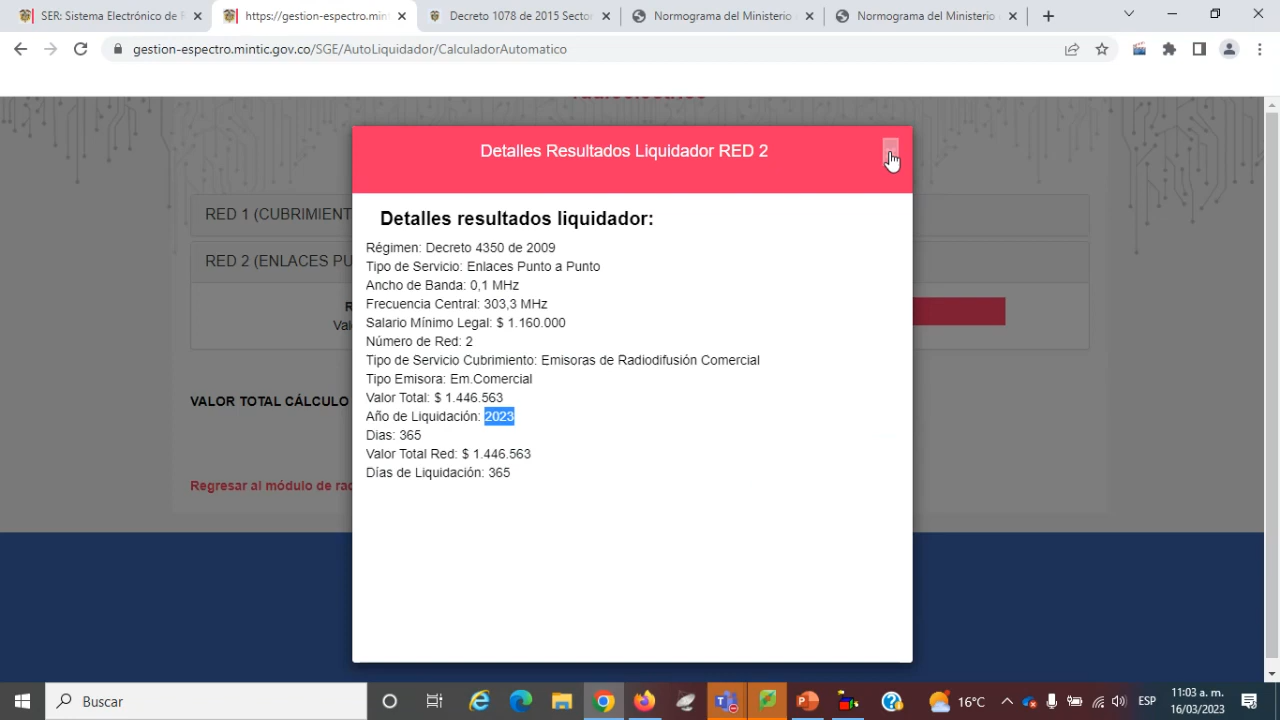 SER: Sistema Electrónico de R
https://gestion-espectro.mint
Decreto 1078 de 2015 Sector
Normograma del Ministerio
Normograma del Ministerio
gestion-espectro.mintic.gov.co/SGE/AutoLiquidador/CalculadorAutomatico
Detalles Resultados Liquidador RED 2
RED 1 (CUBRIMIENT
RED 2 (ENLACES PU
VALOR TOTAL CÁLCULO
Regresar al módulo de rad
Detalles resultados liquidador:
Régimen: Decreto 4350 de 2009
Tipo de Servicio: Enlaces Punto a Punto
Ancho de Banda: 0,1 MHz
Frecuencia Central: 303,3 MHz
Salario Mínimo Legal: $ 1.160.000
Número de Red: 2
Tipo de Servicio Cubrimiento: Emisoras de Radiodifusión Comercial
Tipo Emisora: Em.Comercial
Valor Total: $ 1.446.563
Año de Liquidación: 2023
Dias: 365
Valor Total Red: $ 1.446.563
Días de Liquidación: 365
Buscar
16°C
ESP
11:03 a. m.
16/03/2023